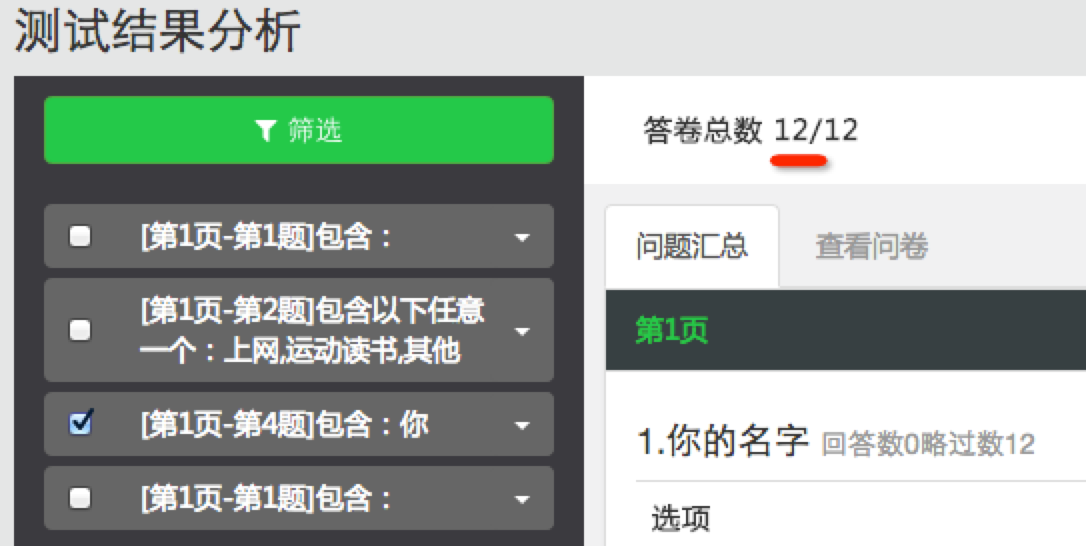 测试结果分析
筛选
[第1页-第1题]包含：
[第1页-第2题]包含以下任意
一个：上网,运动读书,其他
[第1页-第4题]包含：你
[第1页-第1题]包含：
答卷总数 12/12
问题汇总 查看问卷
第1页
1.你的名字 回答数0略过数12
选项